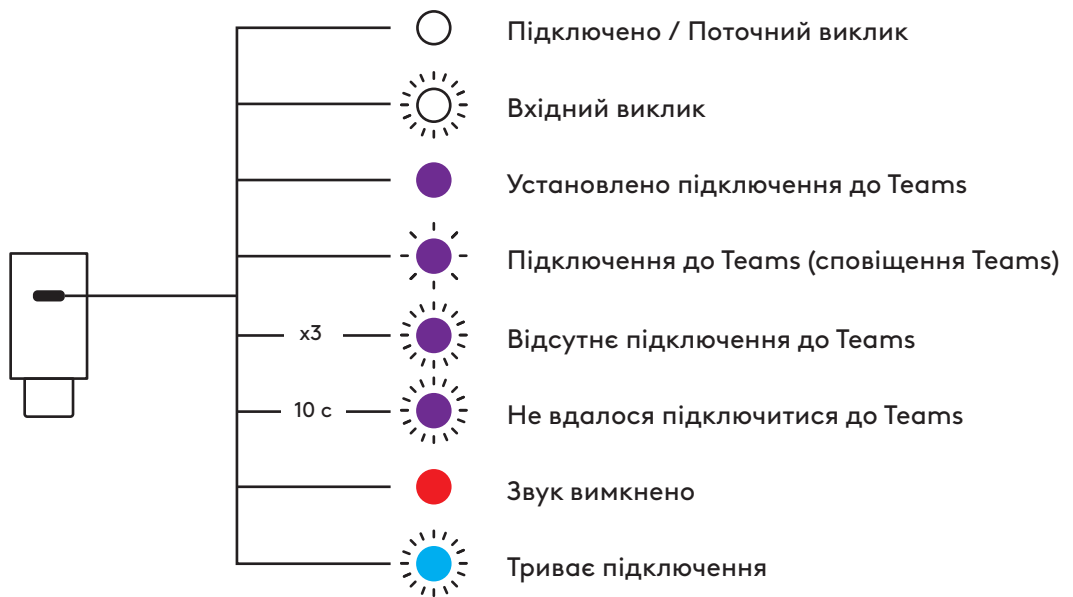 Підключено / Поточний виклик
Вхідний виклик
Установлено підключення до Teams
Підключення до Teams (сповіщення Teams)
x3 Відсутнє підключення до Teams
10 с Не вдалося підключитися до Teams
Звук вимкнено
Триває підключення